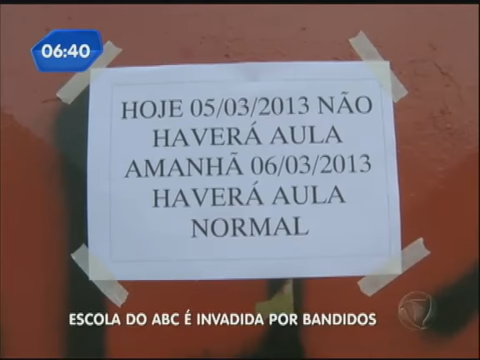 06:40
HOJE 05/03/2013 NÃO
HAVERÁ AULA
AMANHÃ 06/03/2013
HAVERÁ AULA
NORMAL
ESCOLA DO ABC É INVADIDA POR BANDIDOS